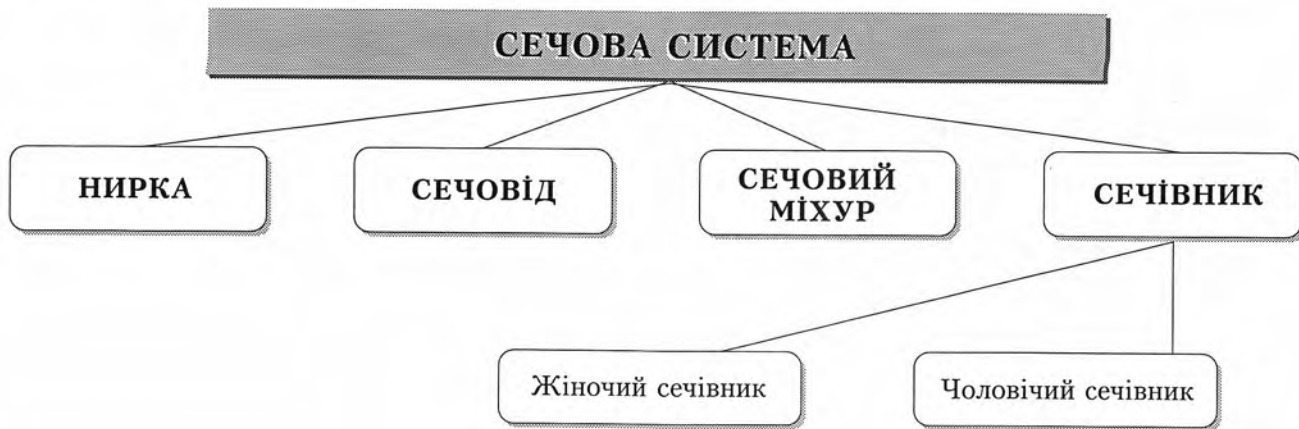 СЕЧОВА СИСТЕМА
НИРКА
СЕЧОВІД
СЕЧОВИЙ
МІХУР
СЕЧІВНИК
Жіночий сечівник
Чоловічий сечівник